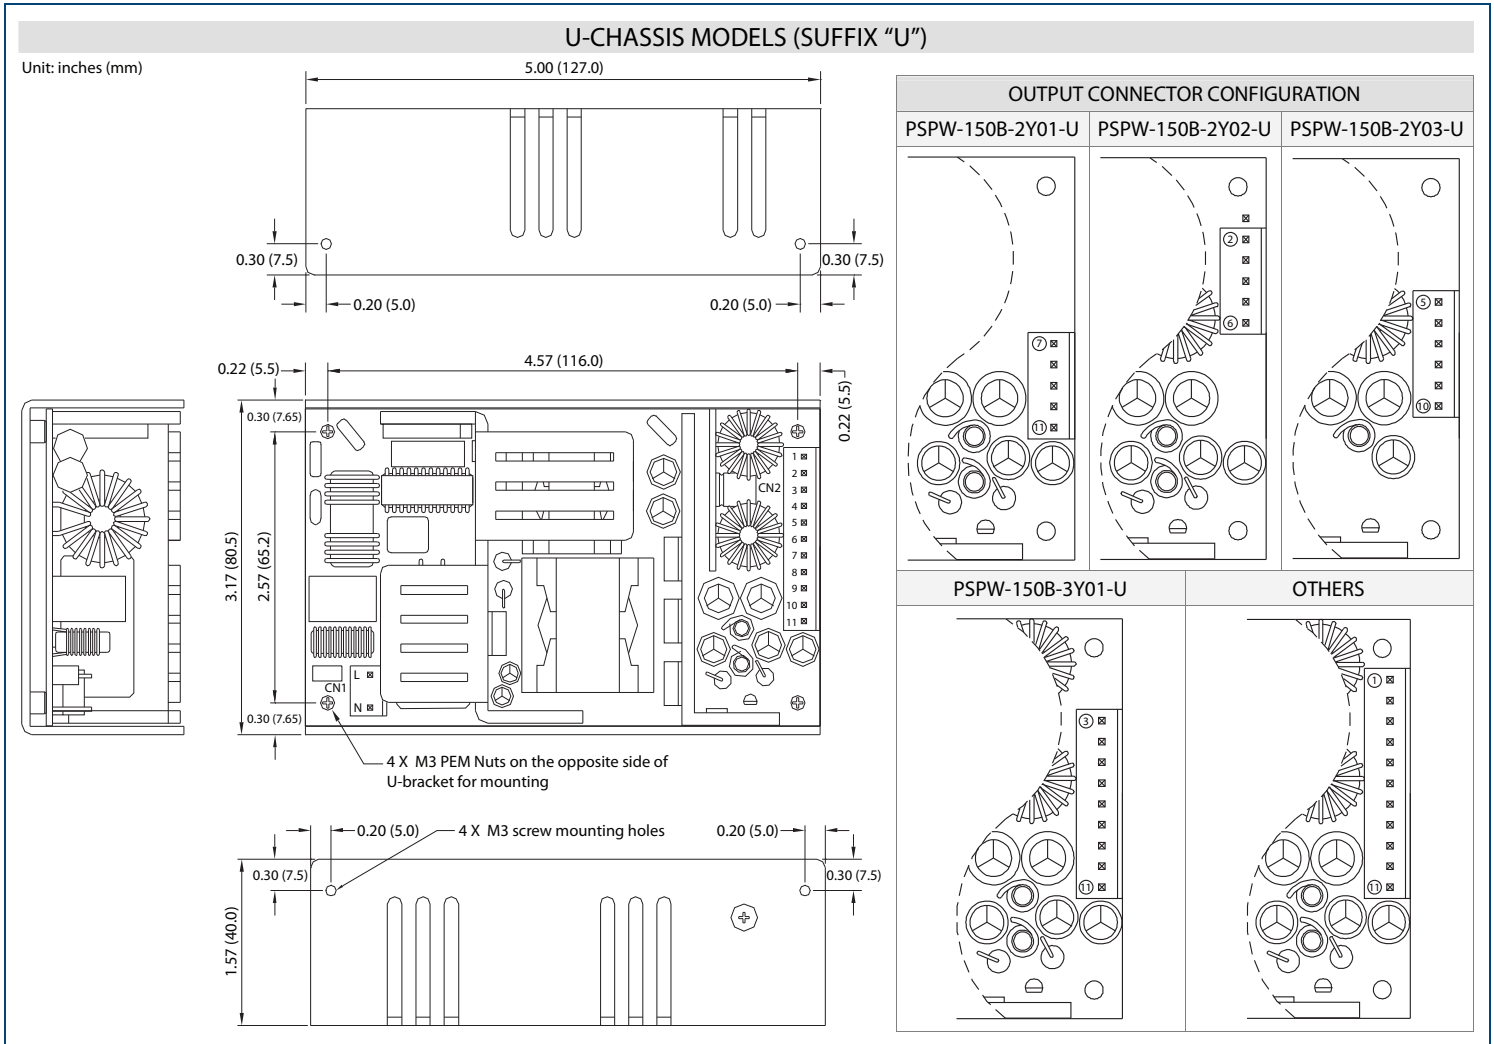 U-CHASSIS MODELS (SUFFIX “U”)
Unit: inches (mm)
5.00 (127.0)
0.30 (7.5)
0.30 (7.5)
0.20 (5.0)
0.20 (5.0)
4.57 (116.0)
0.22 (5.5)
0.22 (5.5)
0.30 (7.65)
3.17 (80.5)
2.57 (65.2)
0.30 (7.65)
1
2
3
CN2
4
5
6
7
8
9
10
11
L
CN1
N
4 X M3 PEM Nuts on the opposite side of
U-bracket for mounting
0.20 (5.0)
4 X M3 screw mounting holes
0.20 (5.0)
0.30 (7.5)
0.30 (7.5)
1.57 (40.0)
OUTPUT CONNECTOR CONFIGURATION
PSPW-150B-2Y01-U
PSPW-150B-2Y02-U
PSPW-150B-2Y03-U
7
11
2
6
5
10
PSPW-150B-3Y01-U
OTHERS
3
11
1
11